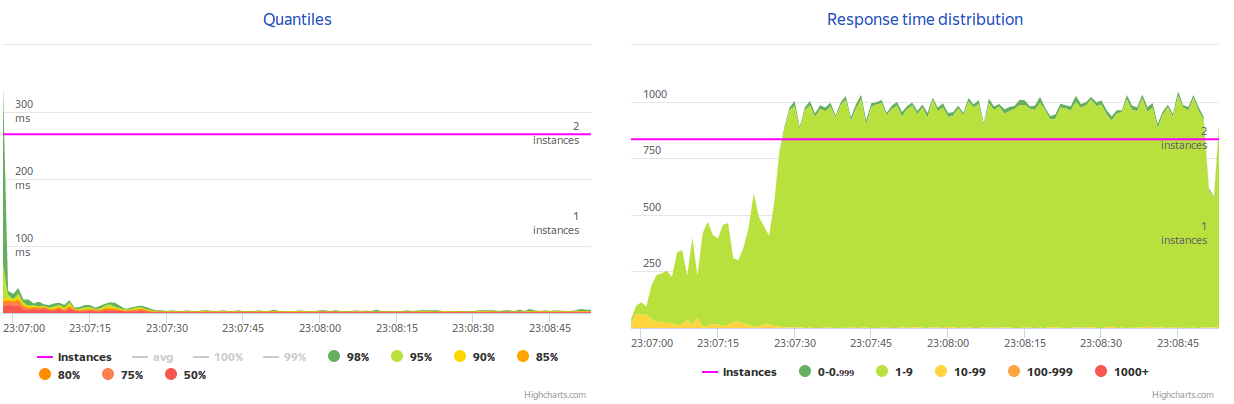 Quantiles
300
ms
2
instances
200
ms
1
instances
100
ms
23:07:00 23:07:15 23:07:30 23:07:45 23:08:00 23:08:15 23:08:30 23:08:45
Instances avg 100% 99% 98% 95% 90% 85%
80% 75% 50%
Highcharts.com
Response time distribution
1000
2
instances
750
500
1
instances
250
23:07:00 23:07:15 23:07:30 23:07:45 23:08:00 23:08:15 23:08:30 23:08:45
Instances 0-0.999 1-9 10-99 100-999 1000+
Highcharts.com